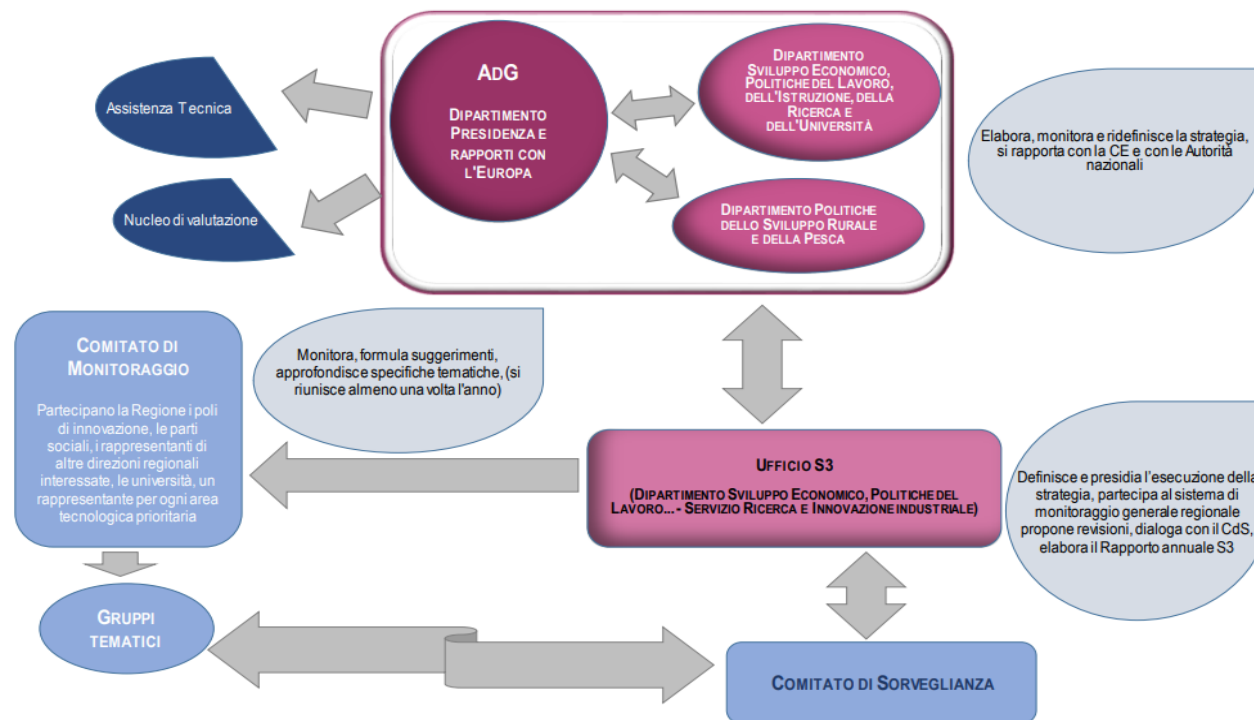 AdG
Dipartimento
Presidenza e
rapporti con
l'Europa
Dipartimento
Sviluppo Economico,
Politiche del Lavoro,
dell'Istruzione, della
Ricerca e
dell'Università
Dipartimento Politiche
dello Sviluppo Rurale
e della Pesca
Assistenza Tecnica
Nucleo di valutazione
Elabora, monitora e ridefinisce la strategia,
si rapporta con la CE e con le Autorità
nazionali
Comitato di
Monitoraggio
Partecipano la Regione i poli
di innovazione, le parti
sociali, i rappresentanti di
altre direzioni regionali
interessate, le università, un
rappresentante per ogni area
tecnologica prioritaria
Monitora, formula suggerimenti,
approfondisce specifiche tematiche, (si
riunisce almeno una volta l'anno)
Ufficio S3
(Dipartimento Sviluppo Economico, Politiche del
Lavoro... - Servizio Ricerca e Innovazione industriale)
Definisce e presidia l'esecuzione della
strategia, partecipa al sistema di
monitoraggio generale regionale
propone revisioni, dialoga con il CdS,
elabora il Rapporto annuale S3
Gruppi
tematici
Comitato di Sorveglianza